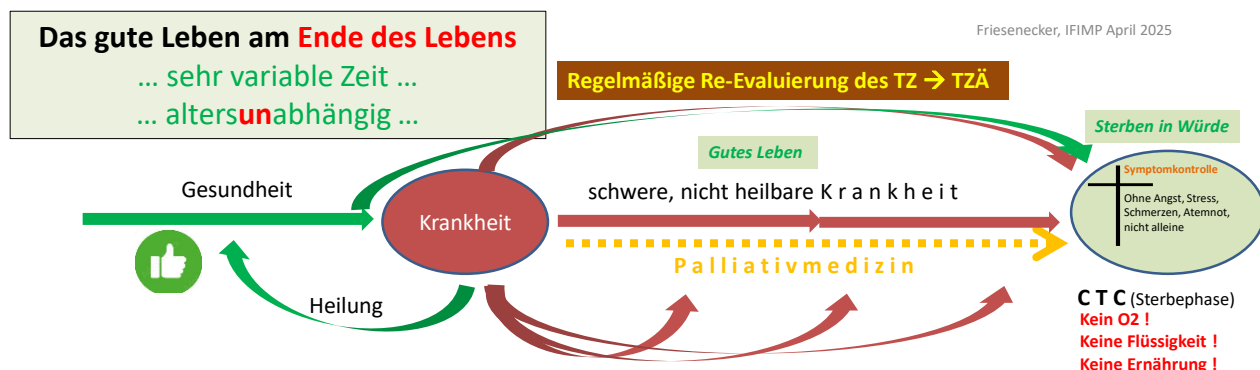 Das gute Leben am Ende des Lebens
... sehr variable Zeit ...
... altersunabhängig ...
Friesenecker, IFIMP April 2025
Regelmäßige Re-Evaluierung des TZ → TZÄ
Gutes Leben
Sterben in Würde
Gesundheit
Krankheit
schwere, nicht heilbare K r a n k h e i t
Symptomkontrolle
Ohne Angst, Stress,
Schmerzen, Atemnot,
nicht alleine
P a l l i a t i v m e d i z i n
Heilung
C T C (Sterbephase)
Kein O2 !
Keine Flüssigkeit !
Keine Ernährung !